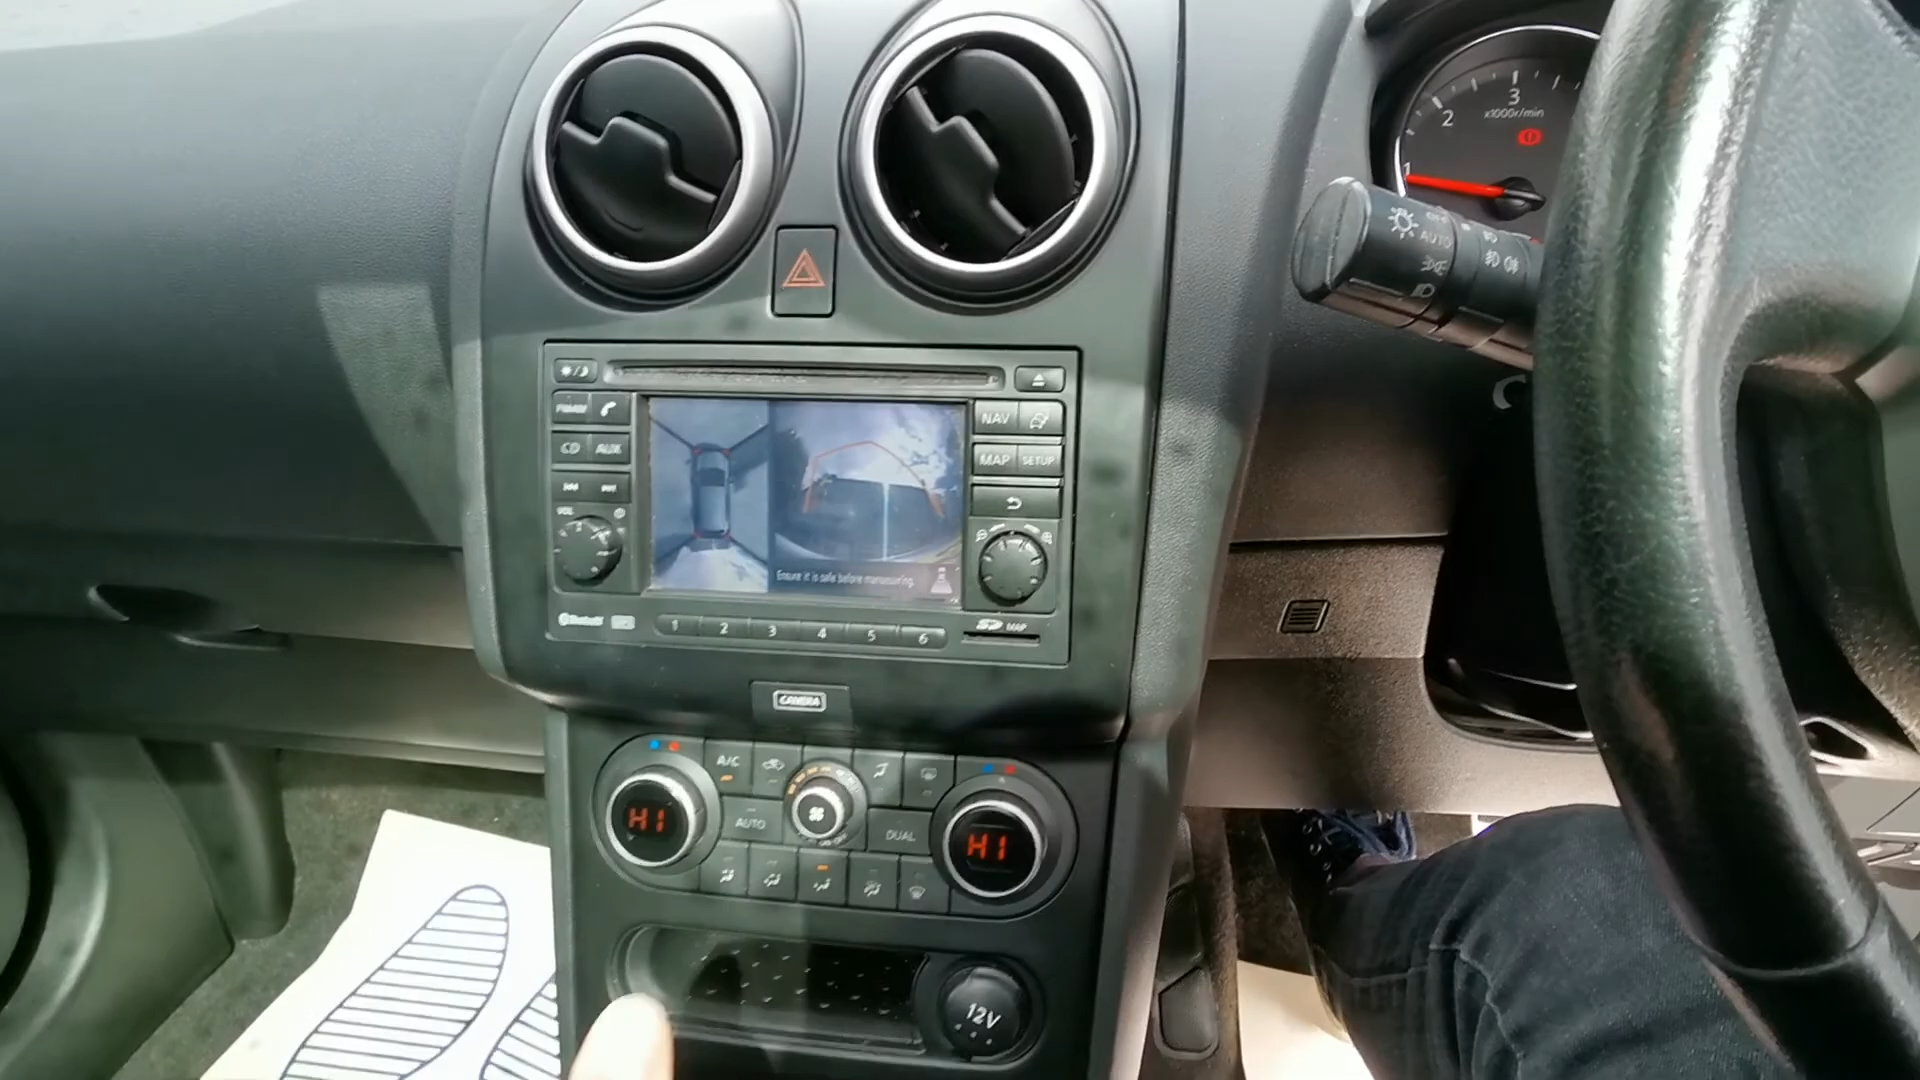 3
2
x1000r/min
1
AUTO
CD
AUX
NAV
MAP
SETUP
VOL
Ensure it is safe before manoeuvring.
Bluetooth
1
2
3
4
5
6
SD MAP
CAMERA
A/C
HI
AUTO
DUAL
HI
12V